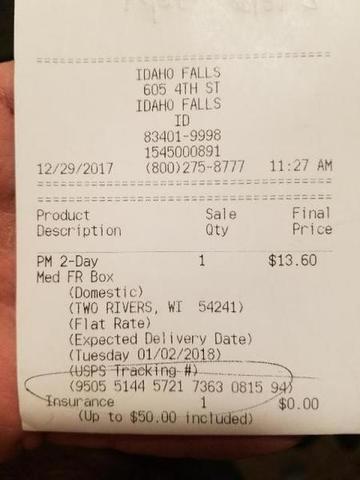 IDAHO FALLS
605 4TH ST
IDAHO FALLS
ID
83401-9998
1545000891
12/29/2017 (800)275-8777 11:27 AM
Product Sale Final
Description Qty Price
PM 2-Day 1 $13.60
Med FR Box
(Domestic)
(TWO RIVERS, WI 54241)
(Flat Rate)
(Expected Delivery Date)
(Tuesday 01/02/2018)
(USPS Tracking #)
(9505 5144 5721 7363 0815 94)
Insurance 1 $0.00
(Up to $50.00 included)